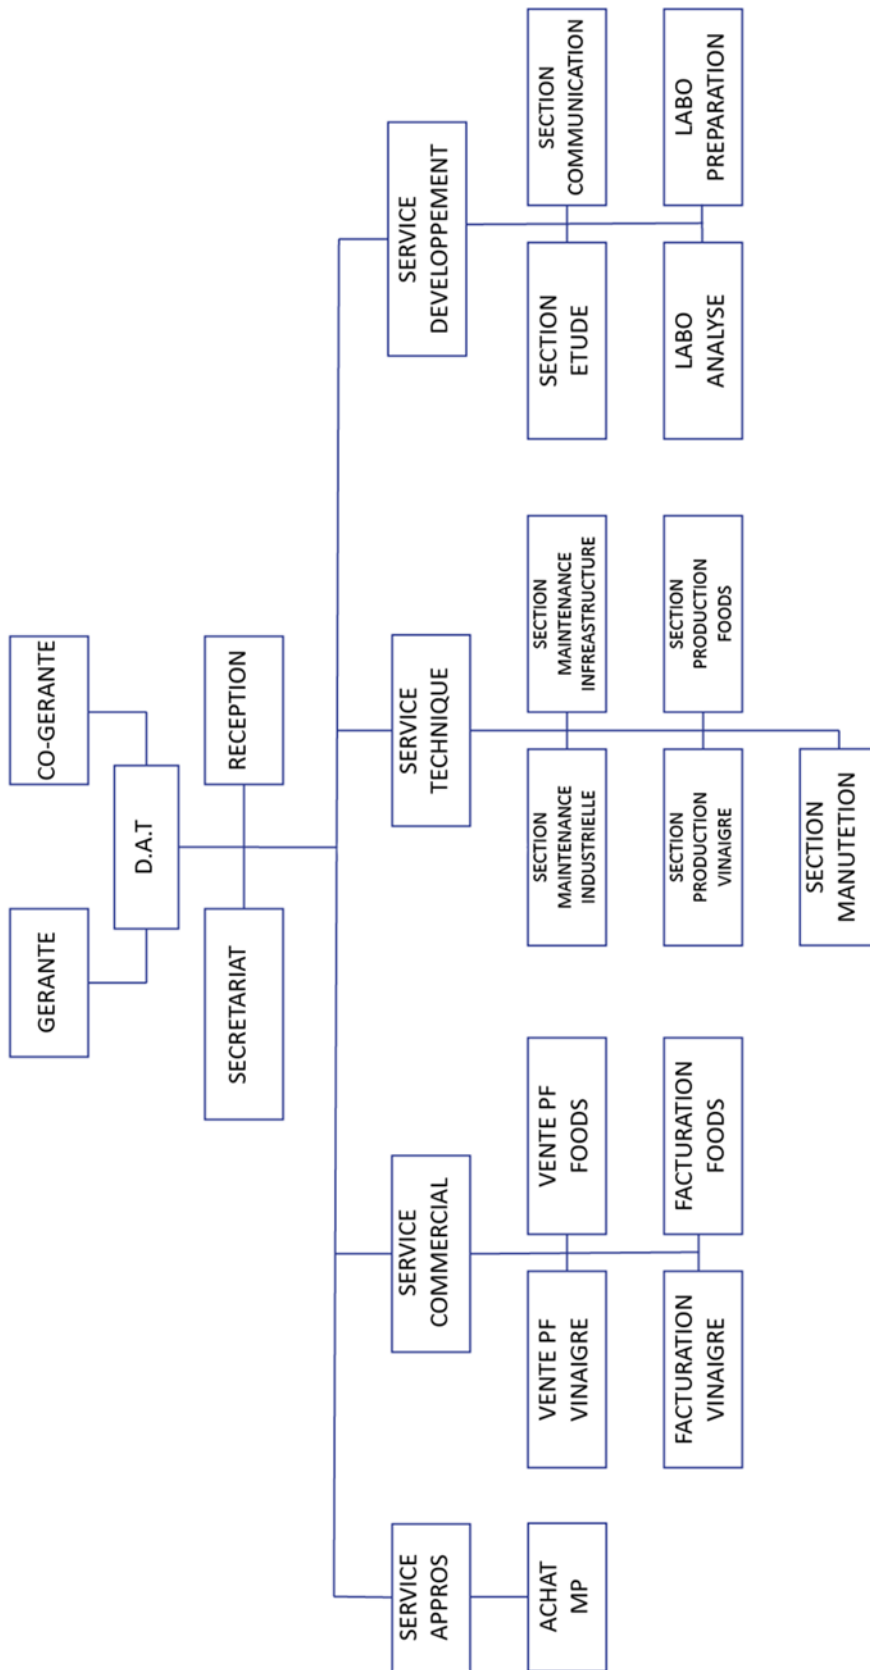 GERANTE
CO-GERANTE
D.A.T
SECRETARIAT
RECEPTION
SERVICE
APPROS
SERVICE
COMMERCIAL
SERVICE
TECHNIQUE
SERVICE
DEVELOPPEMENT
ACHAT
MP
VENTE PF
VINAIGRE
VENTE PF
FOODS
SECTION
MAINTENANCE
INDUSTRIELLE
SECTION
MAINTENANCE
INFREASTRUCTURE
SECTION
ETUDE
SECTION
COMMUNICATION
FACTURATION
VINAIGRE
FACTURATION
FOODS
SECTION
PRODUCTION
VINAIGRE
SECTION
PRODUCTION
FOODS
LABO
ANALYSE
LABO
PREPARATION
SECTION
MANUTETION